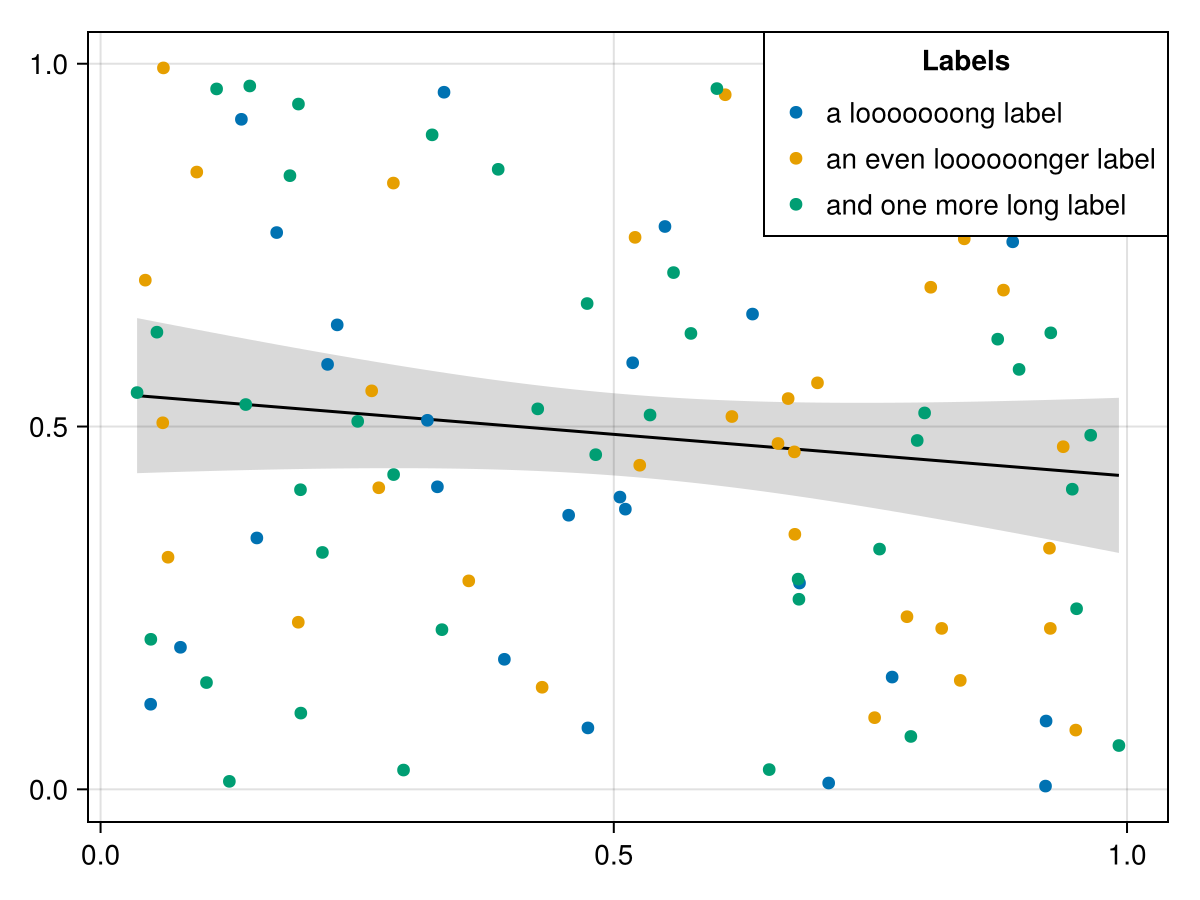 1.0
Labels
a looooooong label
an even looooooonger label
and one more long label
0.5
0.0
0.0 0.5 1.0